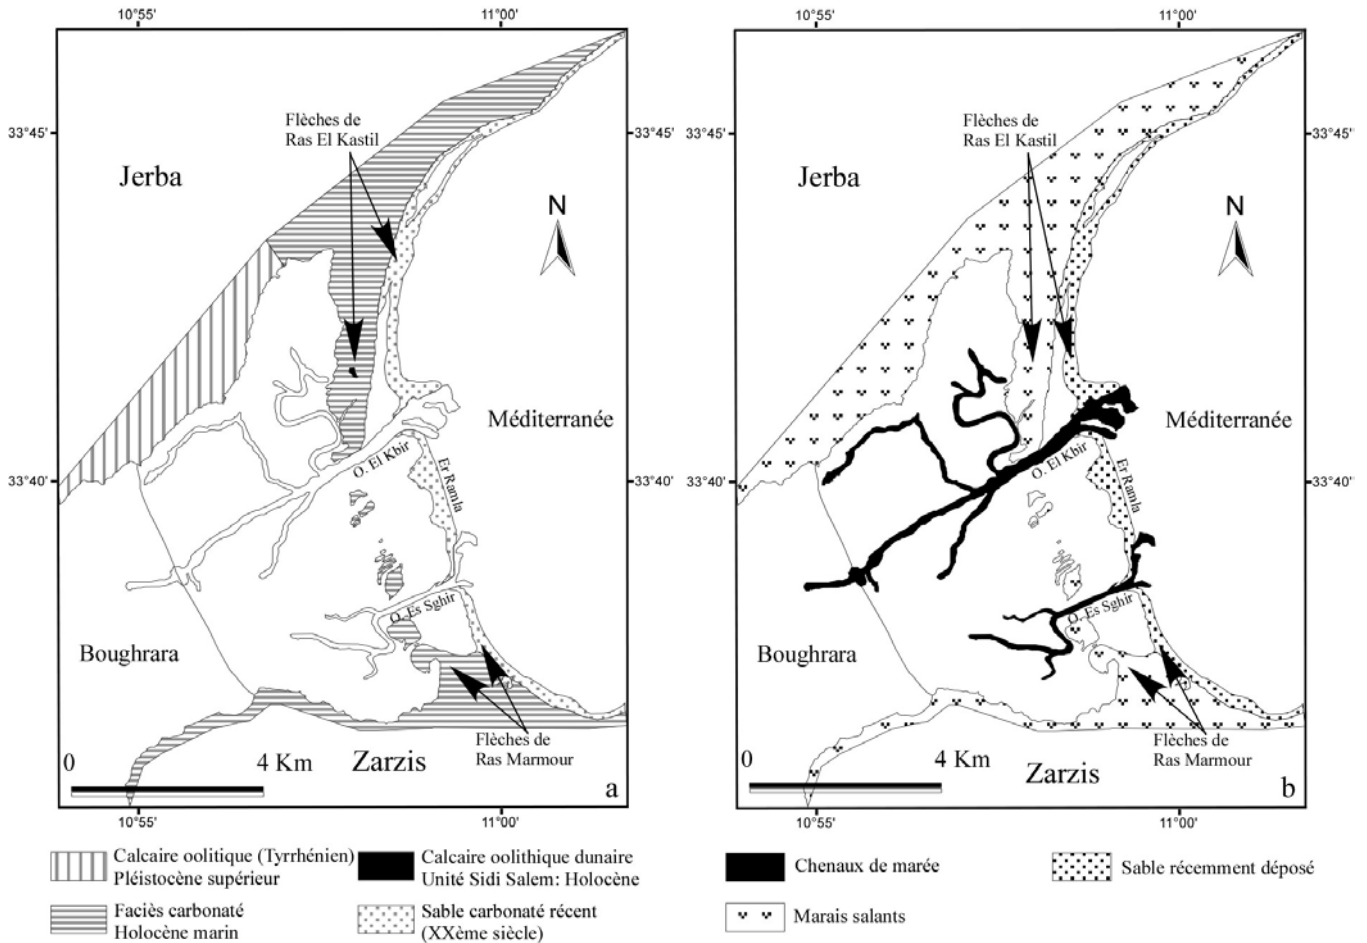 10°55'
11°00'
33°45'
33°45'
Flèches de
Ras El Kastil
Jerba
N
Méditerranée
33°40'
33°40'
O. El Kbir
Er Ramla
O. Es Sghir
Boughrara
Flèches de
Ras Marmour
Zarzis
0
4 Km
a
10°55'
11°00'
Calcaire oolitique (Tyrrhénien)
Pléistocène supérieur
Calcaire oolithique dunaire
Unité Sidi Salem: Holocène
Faciès carbonaté
Holocène marin
Sable carbonaté récent
(XXème siècle)
10°55'
11°00'
33°45'
Flèches de
Ras El Kastil
Jerba
N
Méditerranée
33°40'
O. El Kbir
Er Ramla
O. Es Sghir
Boughrara
Flèches de
Ras Marmour
Zarzis
0
4 Km
b
10°55'
11°00'
Chenaux de marée
Sable récemment déposé
Marais salants